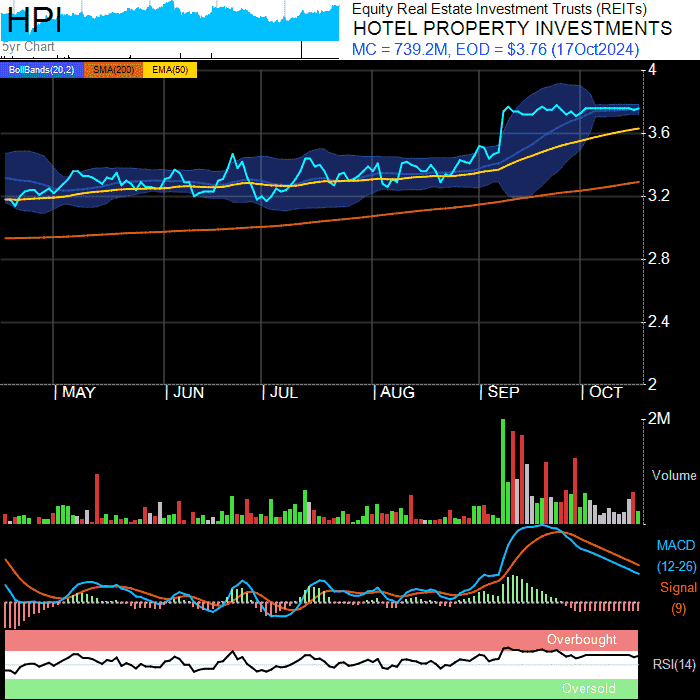 HPI
5yr Chart
Equity Real Estate Investment Trusts (REITs)
HOTEL PROPERTY INVESTMENTS
MC = 739.2M, EOD = $3.76 (17Oct2024)
BollBands(20,2) SMA(200) EMA(50)
4
3.6
3.2
2.8
2.4
2
MAY JUN JUL AUG SEP OCT
2M
Volume
MACD
(12-26)
Signal
(9)
Overbought
RSI(14)
Oversold